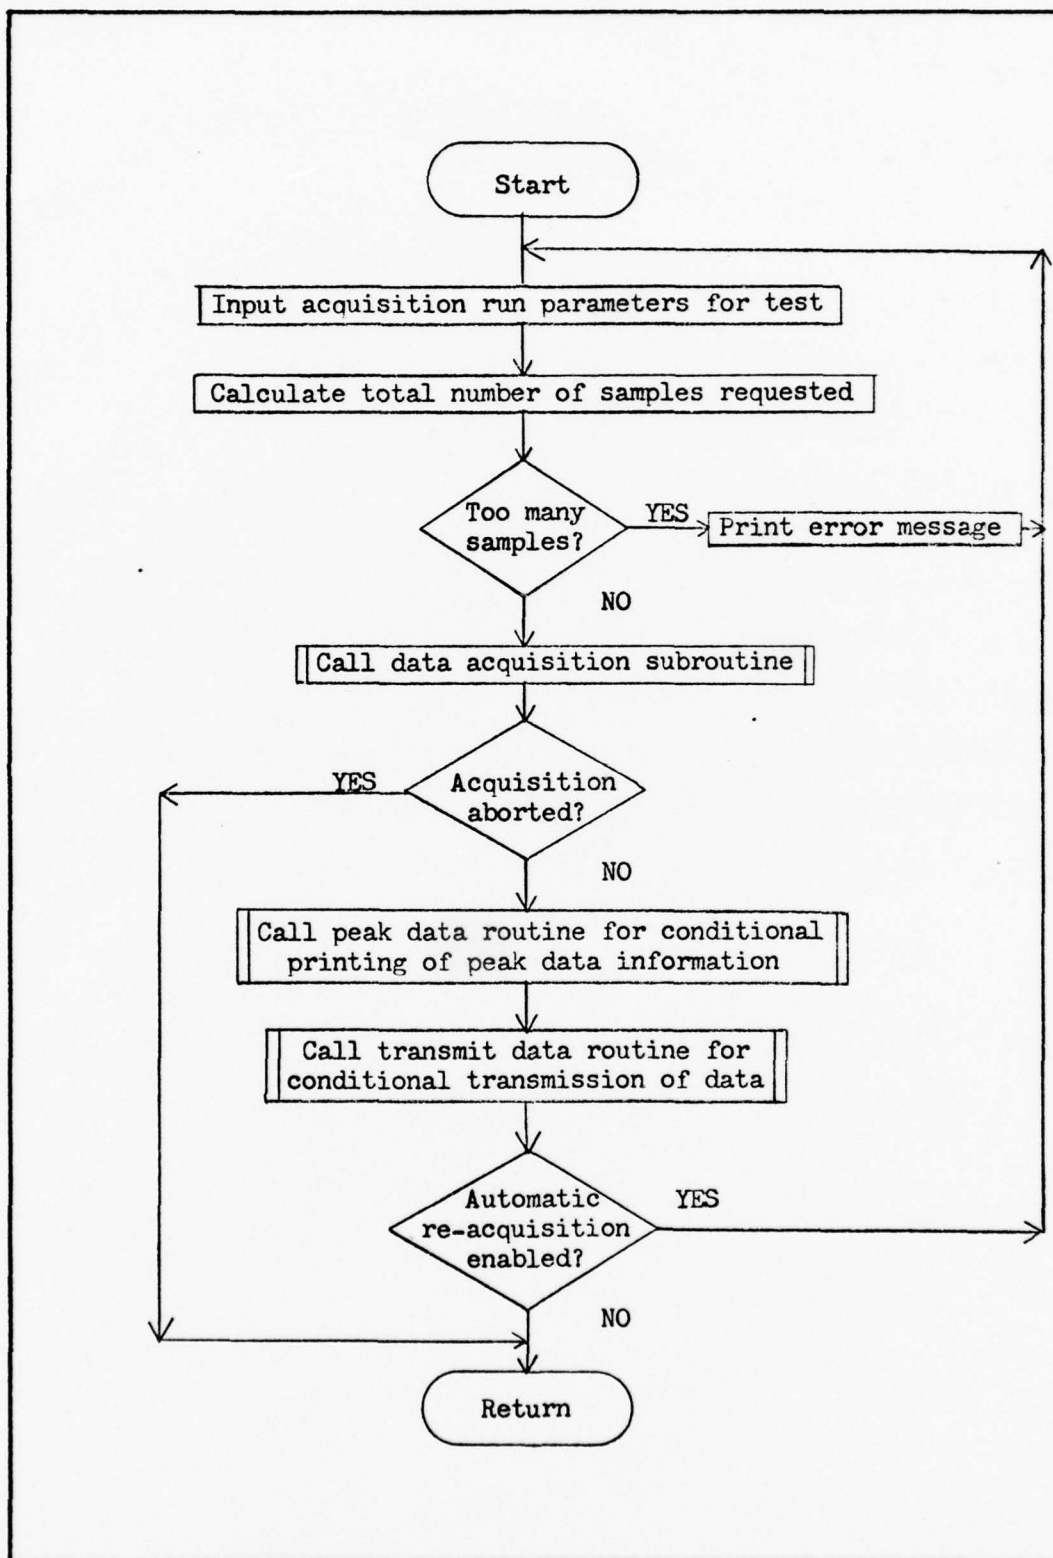 Start
Input acquisition run parameters for test
Calculate total number of samples requested
Too many
samples?
YES
Print error message
NO
Call data acquisition subroutine
YES
Acquisition
aborted?
NO
Call peak data routine for conditional
printing of peak data information
Call transmit data routine for
conditional transmission of data
Automatic
re-acquisition
enabled?
YES
NO
Return